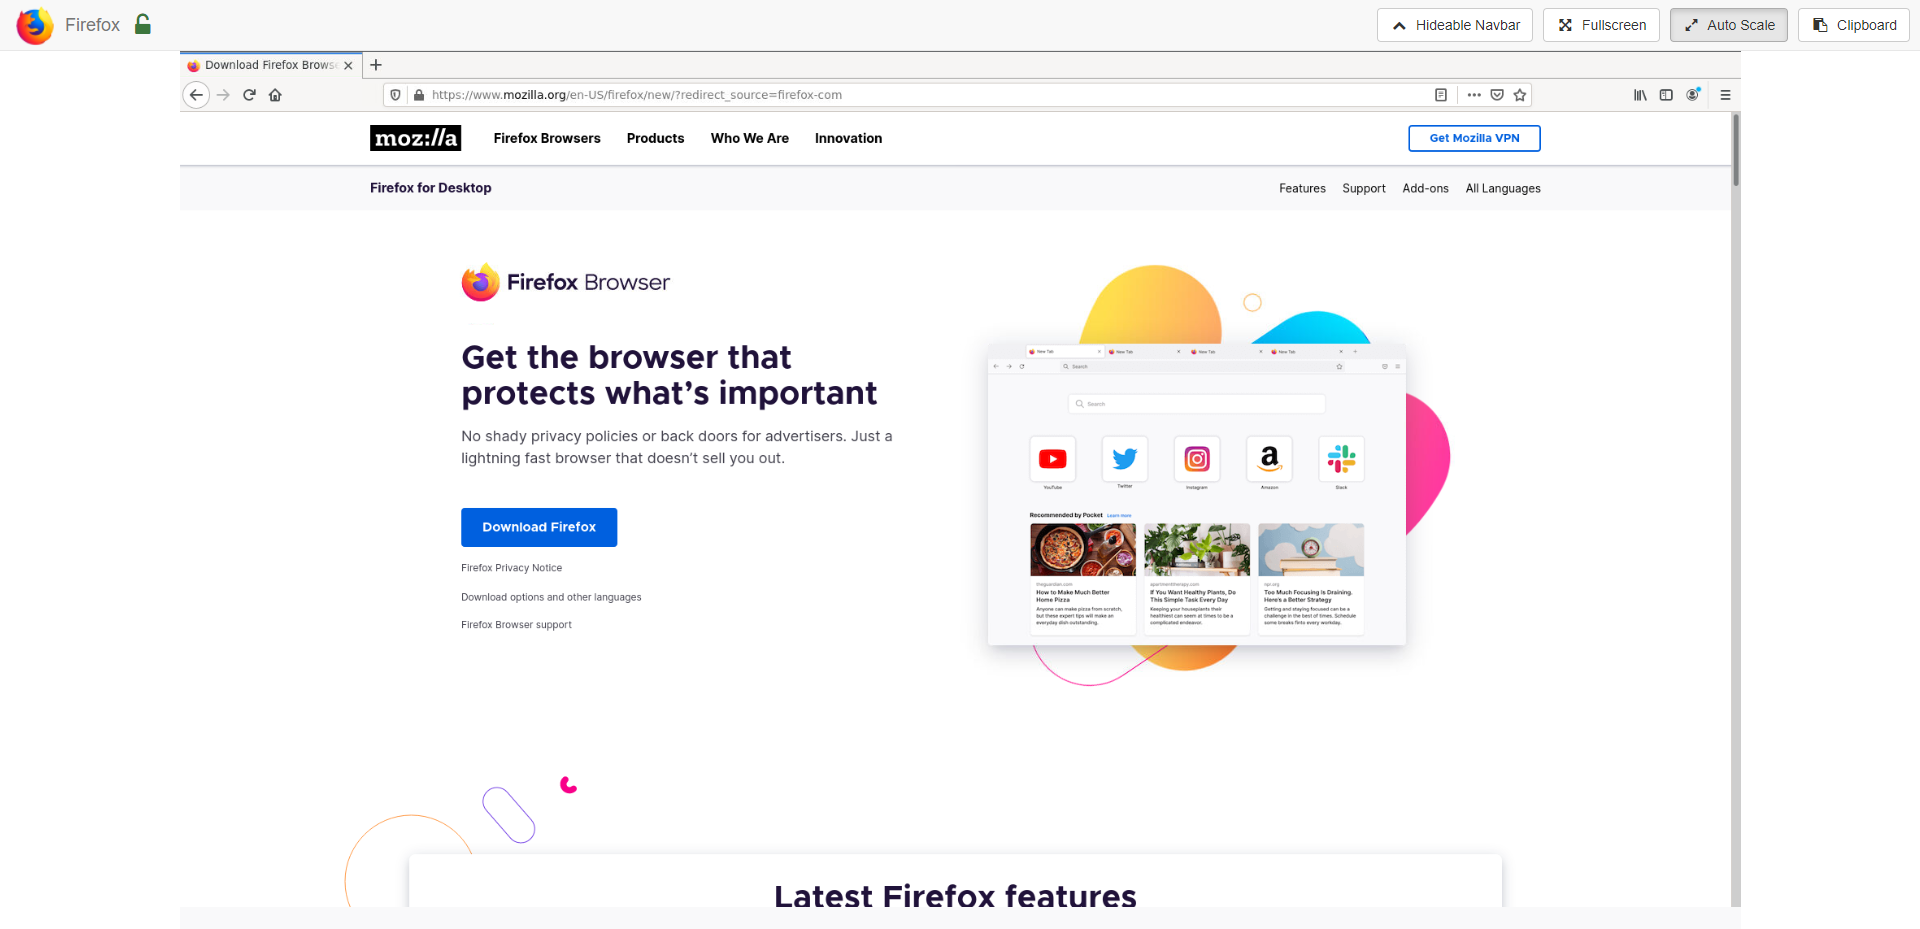 Firefox
Hideable Navbar
Fullscreen
Auto Scale
Clipboard
Download Firefox Browse
https://www.mozilla.org/en-US/firefox/new/?redirect_source=firefox-com
moz://a
Firefox Browsers
Products
Who We Are
Innovation
Get Mozilla VPN
Firefox for Desktop
Features
Support
Add-ons
All Languages
Firefox Browser
Get the browser that
protects what's important
No shady privacy policies or back doors for advertisers. Just a
lightning fast browser that doesn't sell you out.
Download Firefox
Firefox Privacy Notice
Download options and other languages
Firefox Browser support
New Tab
New Tab
New Tab
New Tab
Search
Search
YouTube
Twitter
Instagram
Amazon
Slack
Recommended by Pocket Learn more
theguardian.com
How to Make Much Better
Home Pizza
Anyone can make pizza from scratch,
but these expert tips will make an
everyday dish outstanding.
apartmenttherapy.com
If You Want Healthy Plants, Do
This Simple Task Every Day
Keeping your houseplants their
healthiest can seem at times to be a
complicated endeavor.
npr.org
Too Much Focusing is Draining.
Here's a Better Strategy
Getting and staying focused can be a
challenge in the best of times. Schedule
some breaks into every workday.
Latest Firefox features